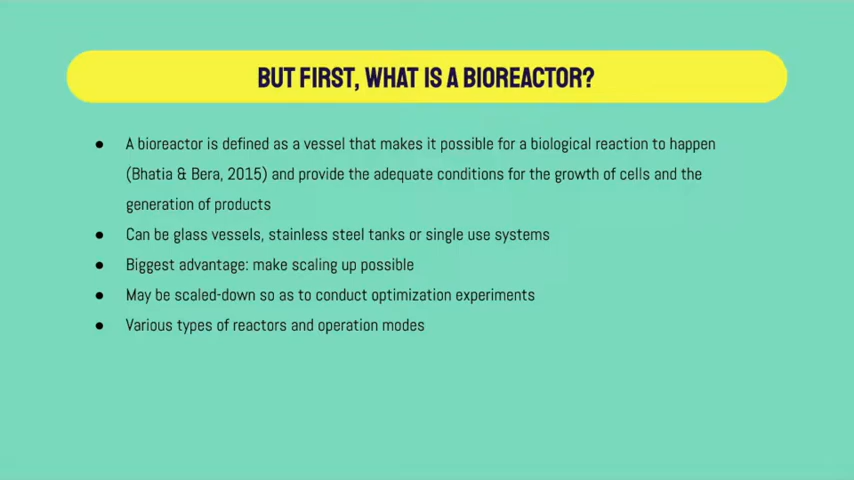 BUT FIRST, WHAT IS A BIOREACTOR?
● A bioreactor is defined as a vessel that makes it possible for a biological reaction to happen
(Bhatia & Bera, 2015) and provide the adequate conditions for the growth of cells and the
generation of products
● Can be glass vessels, stainless steel tanks or single use systems
● Biggest advantage: make scaling up possible
● May be scaled-down so as to conduct optimization experiments
● Various types of reactors and operation modes